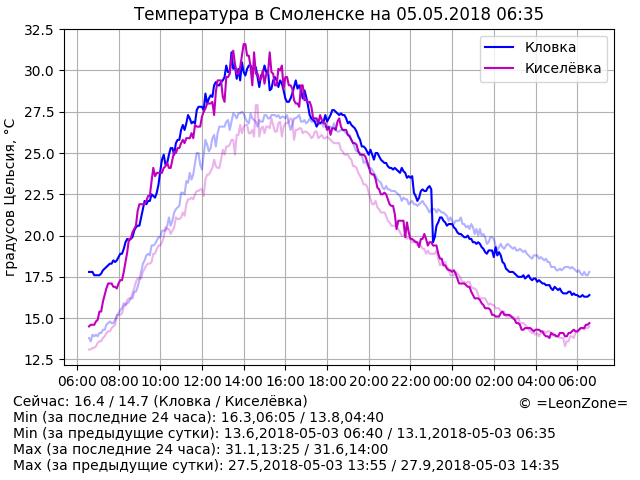 Температура в Смоленске на 05.05.2018 06:35
32.5
30.0
27.5
25.0
22.5
20.0
17.5
15.0
12.5
градусов Цельсия, °C
Кловка
Киселёвка
06:00 08:00 10:00 12:00 14:00 16:00 18:00 20:00 22:00 00:00 02:00 04:00 06:00
Сейчас: 16.4 / 14.7 (Кловка / Киселёвка)
© =LeonZone=
Min (за последние 24 часа): 16.3,06:05 / 13.8,04:40
Min (за предыдущие сутки): 13.6,2018-05-03 06:40 / 13.1,2018-05-03 06:35
Max (за последние 24 часа): 31.1,13:25 / 31.6,14:00
Max (за предыдущие сутки): 27.5,2018-05-03 13:55 / 27.9,2018-05-03 14:35